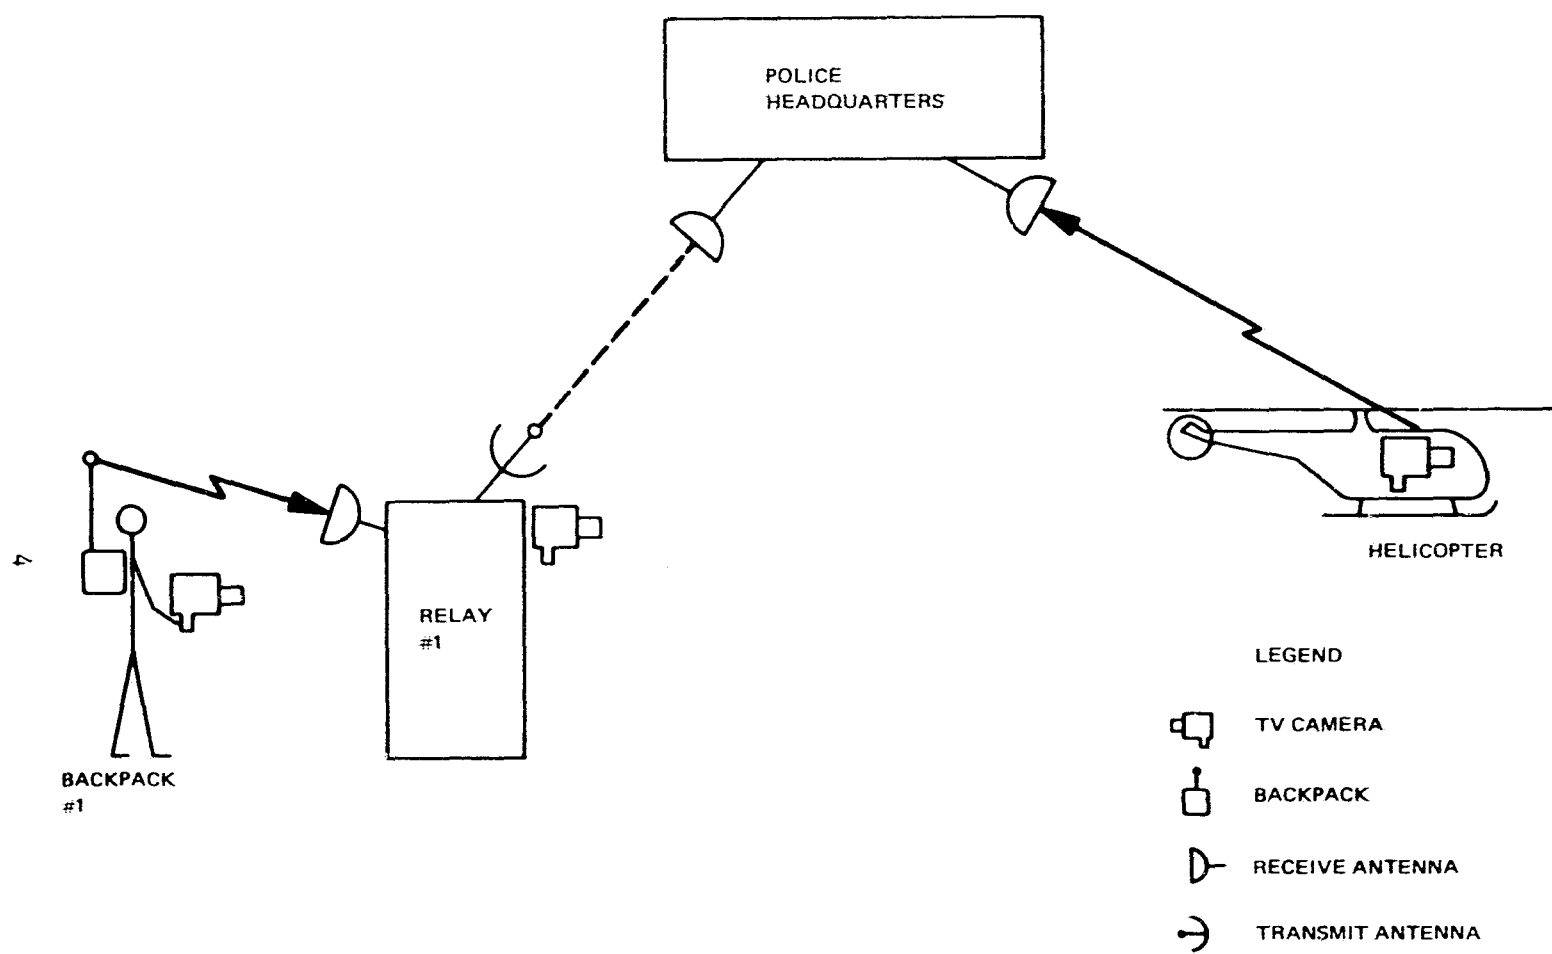 POLICE
HEADQUARTERS
HELICOPTER
4
RELAY
#1
BACKPACK
#1
LEGEND
TV CAMERA
BACKPACK
RECEIVE ANTENNA
TRANSMIT ANTENNA